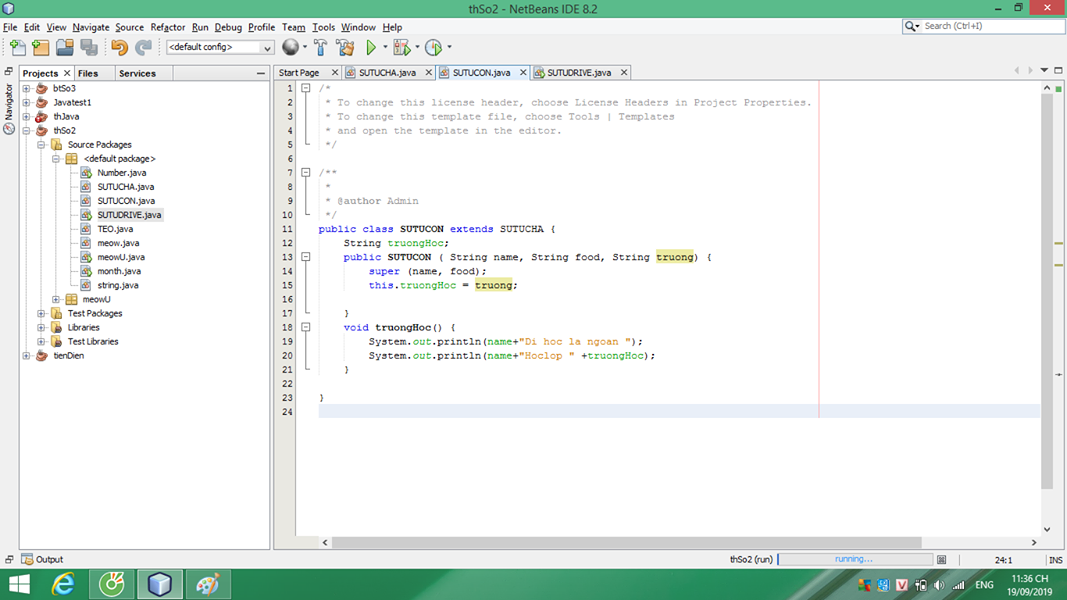 thSo2 - NetBeans IDE 8.2
File Edit View Navigate Source Refactor Run Debug Profile Team Tools Window Help
Search (Ctrl+I)
<default config>
Projects Files Services
Start Page SUTUCHA.java SUTUCON.java SUTUDRIVE.java
Navigator
btSo3
Javatest1
thJava
thSo2
Source Packages
<default package>
Number.java
SUTUCHA.java
SUTUCON.java
SUTUDRIVE.java
TEO.java
meow.java
meowU.java
month.java
string.java
meowU
Test Packages
Libraries
Test Libraries
tienDien
1 /*
2 * To change this license header, choose License Headers in Project Properties.
3 * To change this template file, choose Tools | Templates
4 * and open the template in the editor.
5 */
6
7 /**
8 *
9 * @author Admin
10 */
11 public class SUTUCON extends SUTUCHA {
12 String truongHoc;
13 public SUTUCON ( String name, String food, String truong) {
14 super (name, food);
15 this.truongHoc = truong;
16
17 }
18 void truongHoc() {
19 System.out.println(name+"Di hoc la ngoan ");
20 System.out.println(name+"Hoclop " +truongHoc);
21 }
22
23 }
24
Output
thSo2 (run) running... 24:1 INS
ENG 11:36 CH
19/09/2019